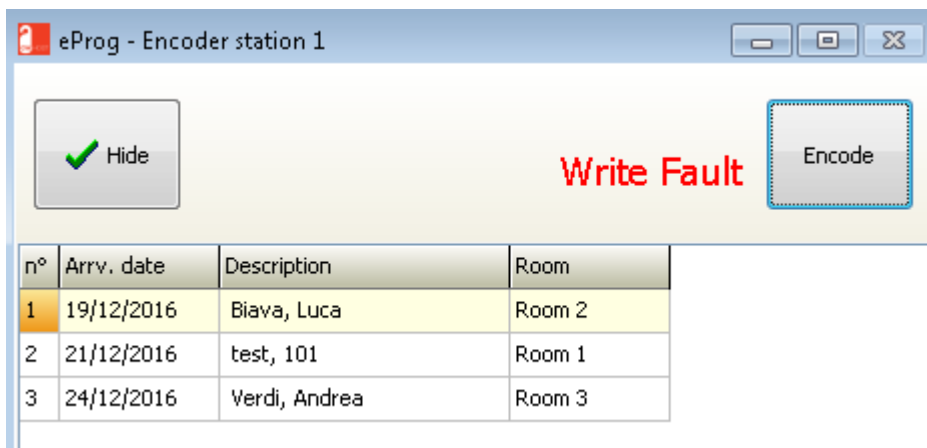 eProg - Encoder station 1
Hide
Write Fault
Encode
n° Arrv. date Description Room
1 19/12/2016 Biava, Luca Room 2
2 21/12/2016 test, 101 Room 1
3 24/12/2016 Verdi, Andrea Room 3